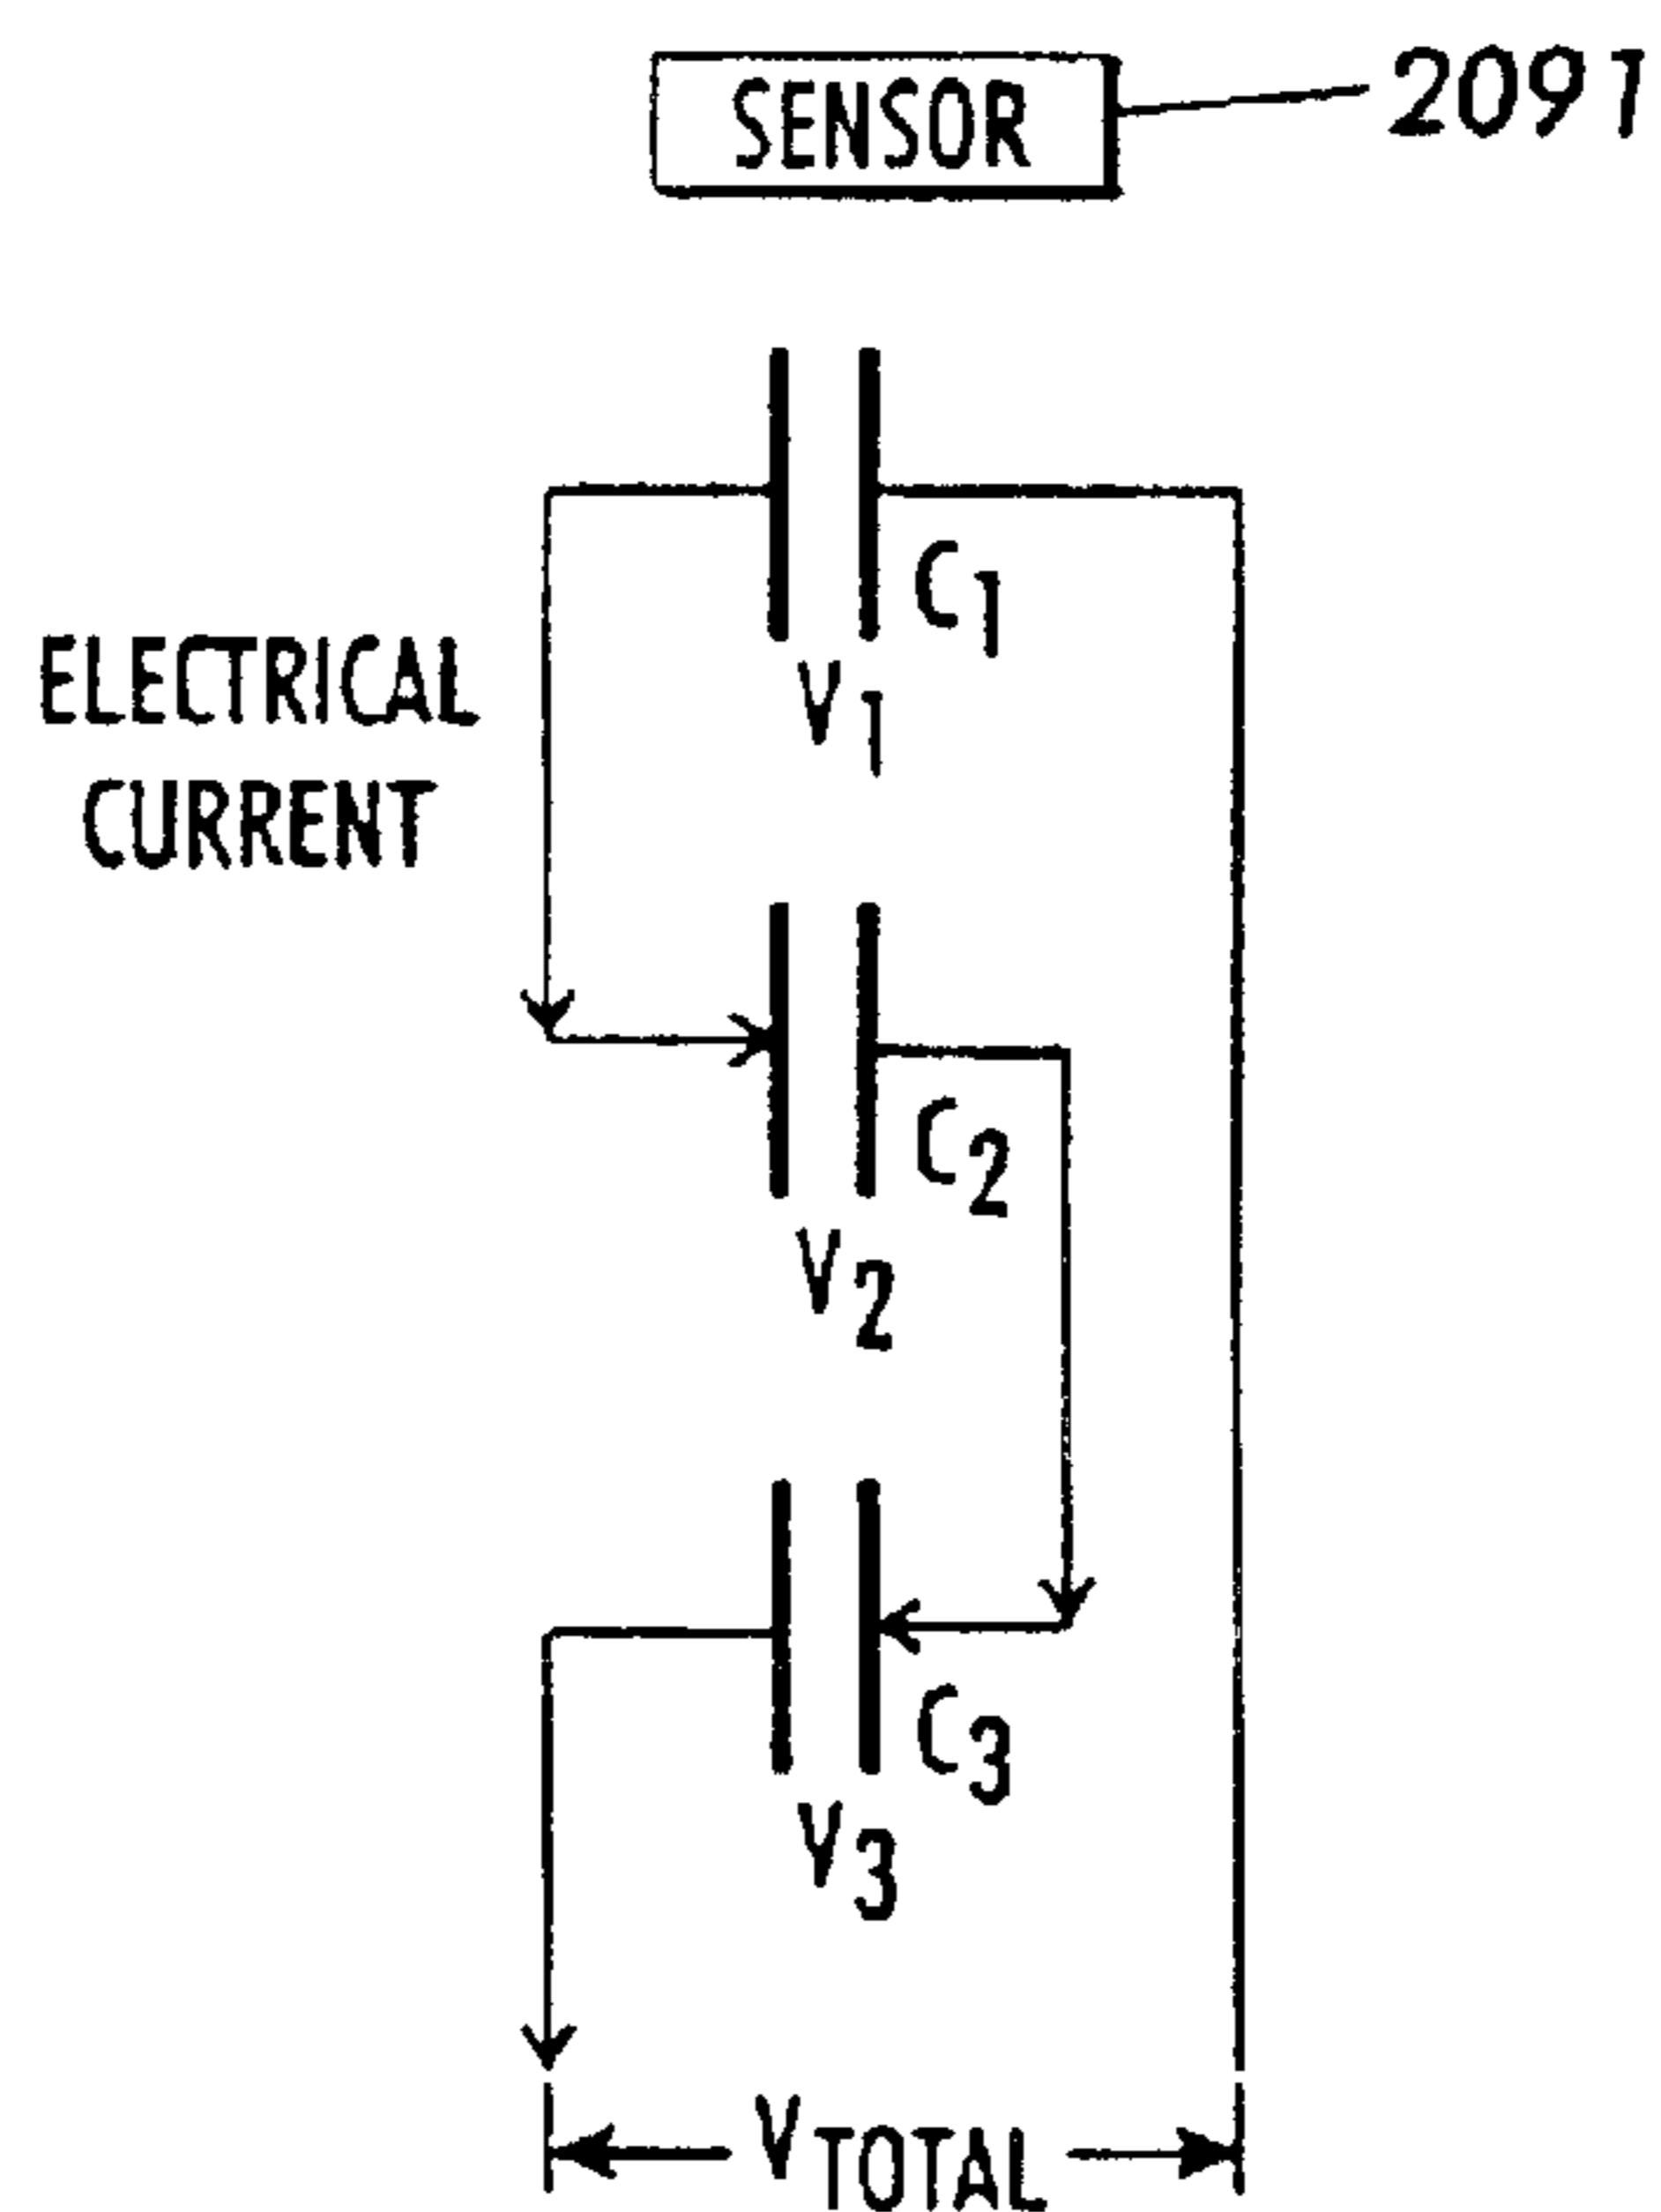 SENSOR 2091
C1
V1
ELECTRICAL
CURRENT
C2
V2
C3
V3
VTOTAL